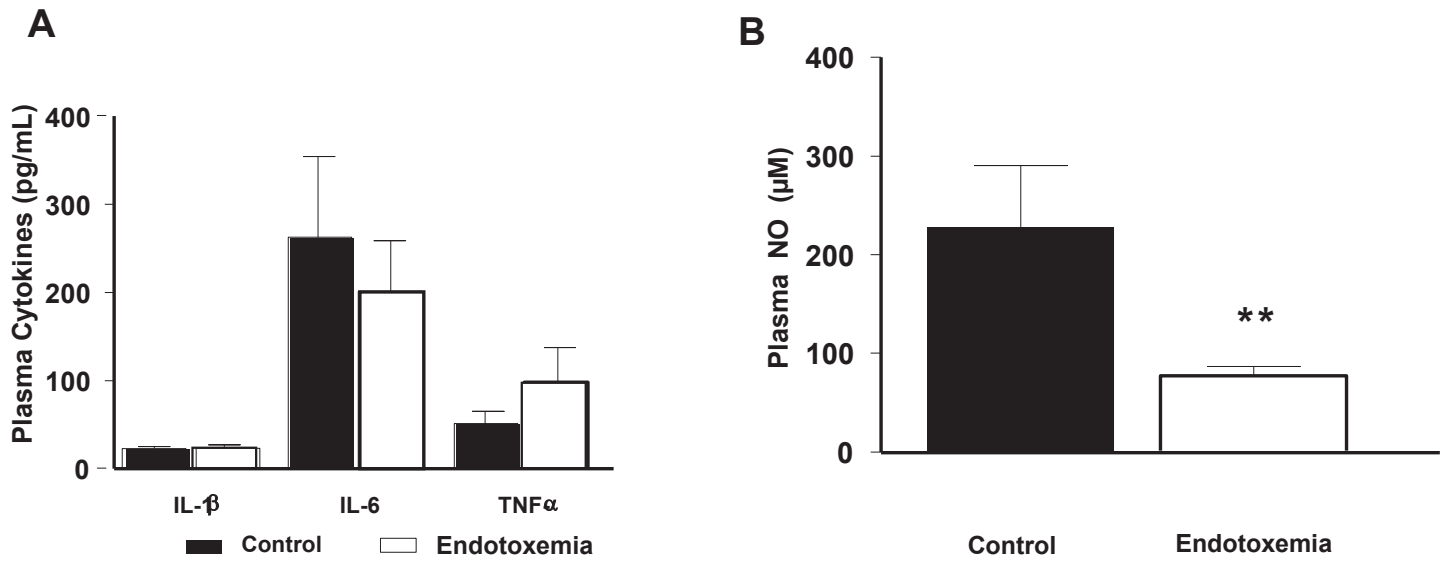 A
Plasma Cytokines (pg/mL)
400
300
200
100
0
IL-1β IL-6 TNFα
Control Endotoxemia
B
Plasma NO (µM)
400
300
200
100
0
**
Control Endotoxemia